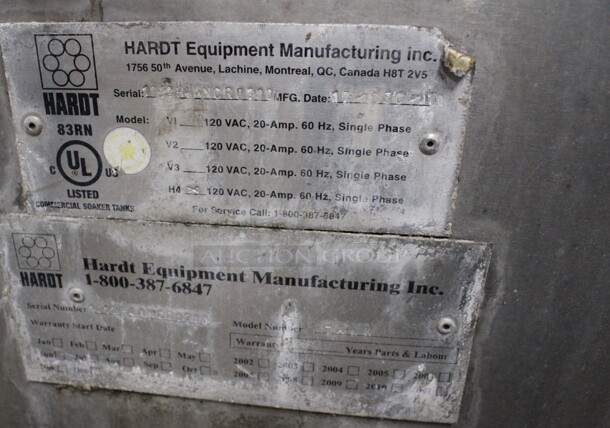 HARDT Equipment Manufacturing inc.
1756 50th Avenue, Lachine, Montreal, QC, Canada H8T 2V5
HARDT
83RN
Serial:
MFG. Date:
Model: V1 120 VAC, 20-Amp. 60 Hz, Single Phase
V2 120 VAC, 20-Amp. 60 Hz, Single Phase
V3 120 VAC, 20-Amp. 60 Hz, Single Phase
H4 120 VAC, 20-Amp. 60 Hz, Single Phase
C UL US
LISTED
COMMERCIAL SOAKER TANKS
For Service Call: 1-800-387-6847
AUCTION GROUP
HARDT
Hardt Equipment Manufacturing Inc.
1-800-387-6847
Serial Number
Model Number
Warranty Start Date
Warranty Years Parts & Labour
Jan Feb Mar Apr May
Sep Oct
2002 2003 2004 2005
2009 2010